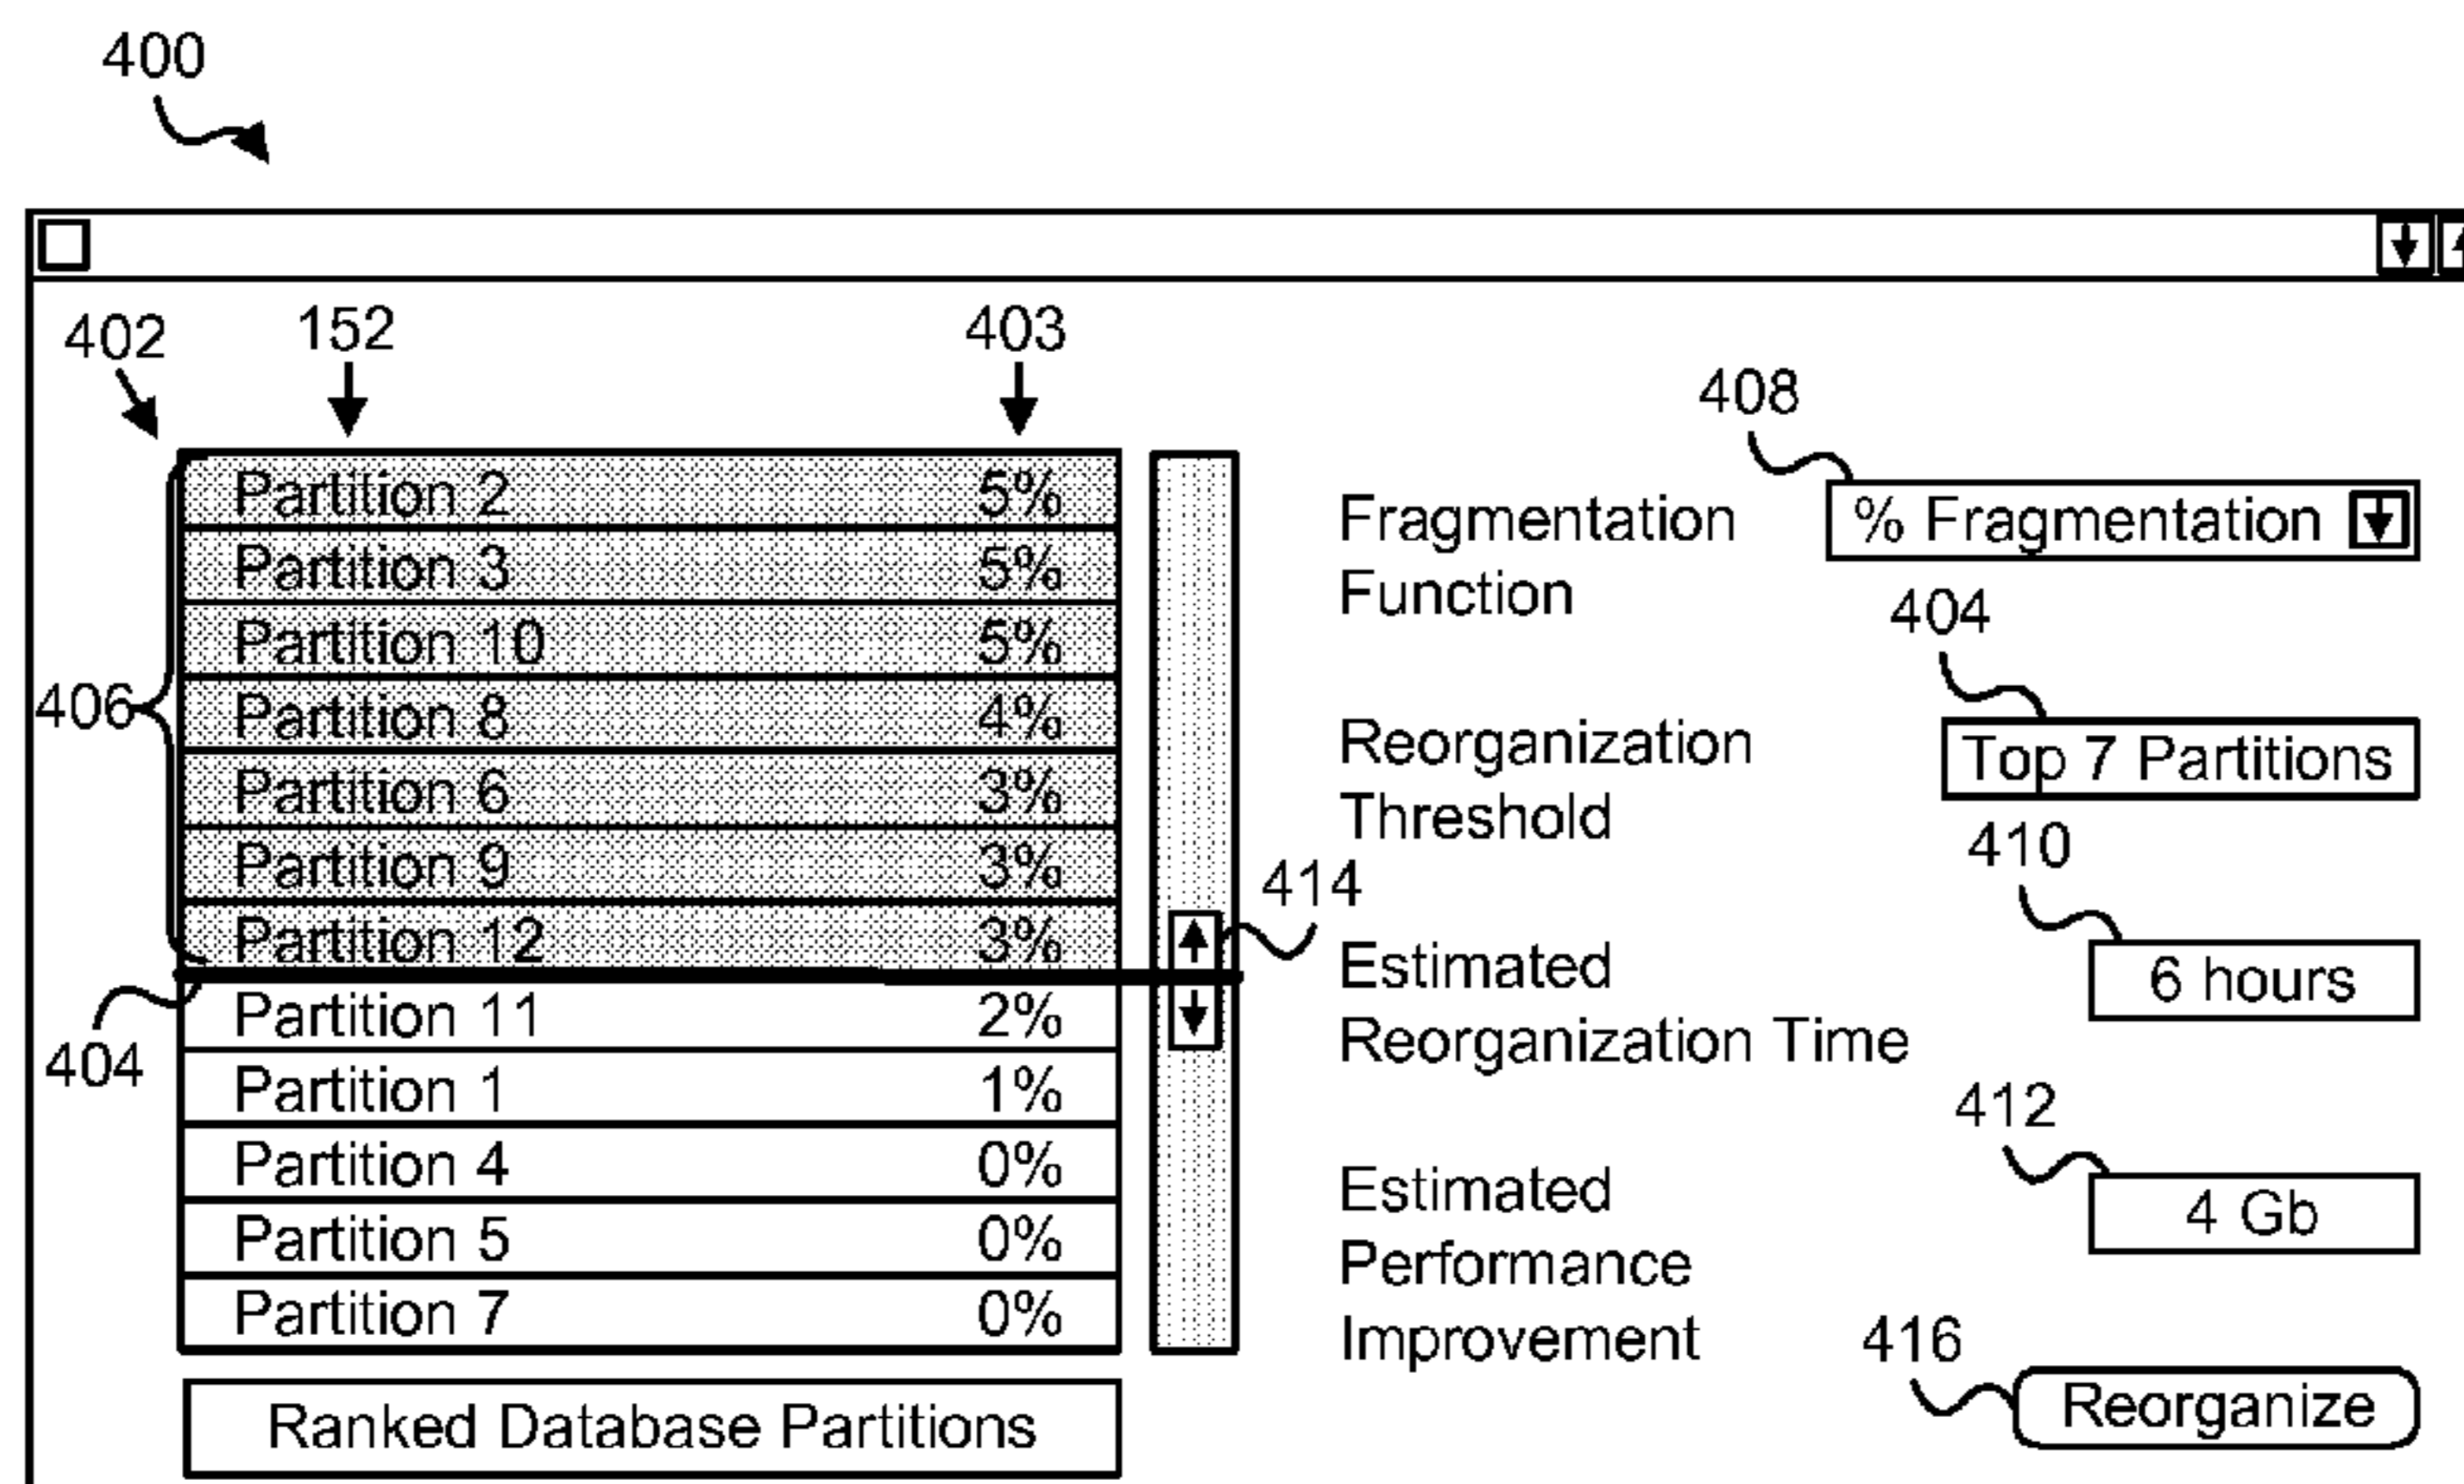 400
402
152
403
Partition 2 5%
Partition 3 5%
Partition 10 5%
Partition 8 4%
Partition 6 3%
Partition 9 3%
Partition 12 3%
Partition 11 2%
Partition 1 1%
Partition 4 0%
Partition 5 0%
Partition 7 0%
406
404
Ranked Database Partitions
414
408
Fragmentation
Function
% Fragmentation
404
Reorganization
Threshold
Top 7 Partitions
410
Estimated
Reorganization Time
6 hours
412
Estimated
Performance
Improvement
4 Gb
416
Reorganize